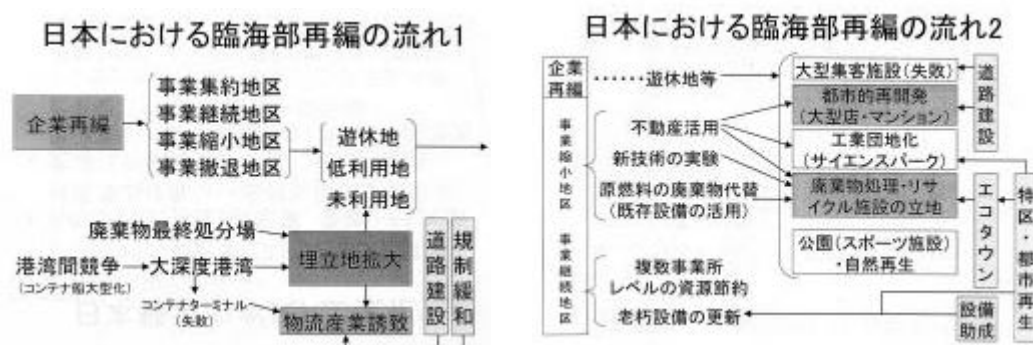 日本における臨海部再編の流れ1
企業再編
事業集約地区
事業継続地区
事業縮小地区
事業撤退地区
遊休地
低利用地
未利用地
廃棄物最終処分場
港湾間競争
(コンテナ船大型化)
大深度港湾
埋立地拡大
コンテナターミナル
(失敗)
物流産業誘致
道路建設
規制緩和
日本における臨海部再編の流れ2
企業
再編
……遊休地等
事業縮小地区
不動産活用
新技術の実験
原燃料の廃棄物代替
(既存設備の活用)
事業継続地区
複数事業所
レベルの資源節約
老朽設備の更新
大型集客施設(失敗)
都市的再開発
(大型店・マンション)
工業団地化
(サイエンスパーク)
廃棄物処理・リサ
イクル施設の立地
公園(スポーツ施設)
・自然再生
道路建設
エコタウン
特区・都市再生
設備
助成